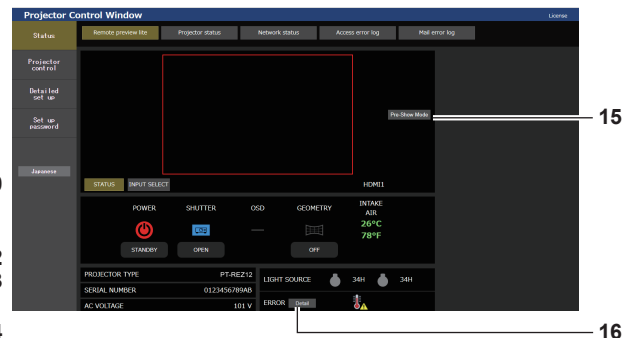 Projector Control Window
License
Status
Remote preview lite
Projector status
Network status
Access error log
Mail error log
Projector control
Detailed set up
Set up password
Japanese
Pre-Show Mode
15
STATUS
INPUT SELECT
HDMI1
POWER
SHUTTER
OSD
GEOMETRY
INTAKE AIR
26°C
78°F
STANDBY
OPEN
OFF
PROJECTOR TYPE PT-REZ12
SERIAL NUMBER 0123456789AB
AC VOLTAGE 101 V
LIGHT SOURCE 34H 34H
ERROR Detail
16